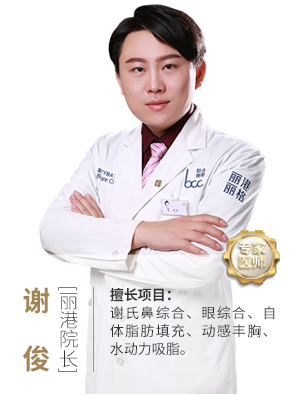 丽港
丽格
bcc
专家
医师
谢俊
[丽港院长]
擅长项目：
谢氏鼻综合、眼综合、自
体脂肪填充、动感丰胸、
水动力吸脂。